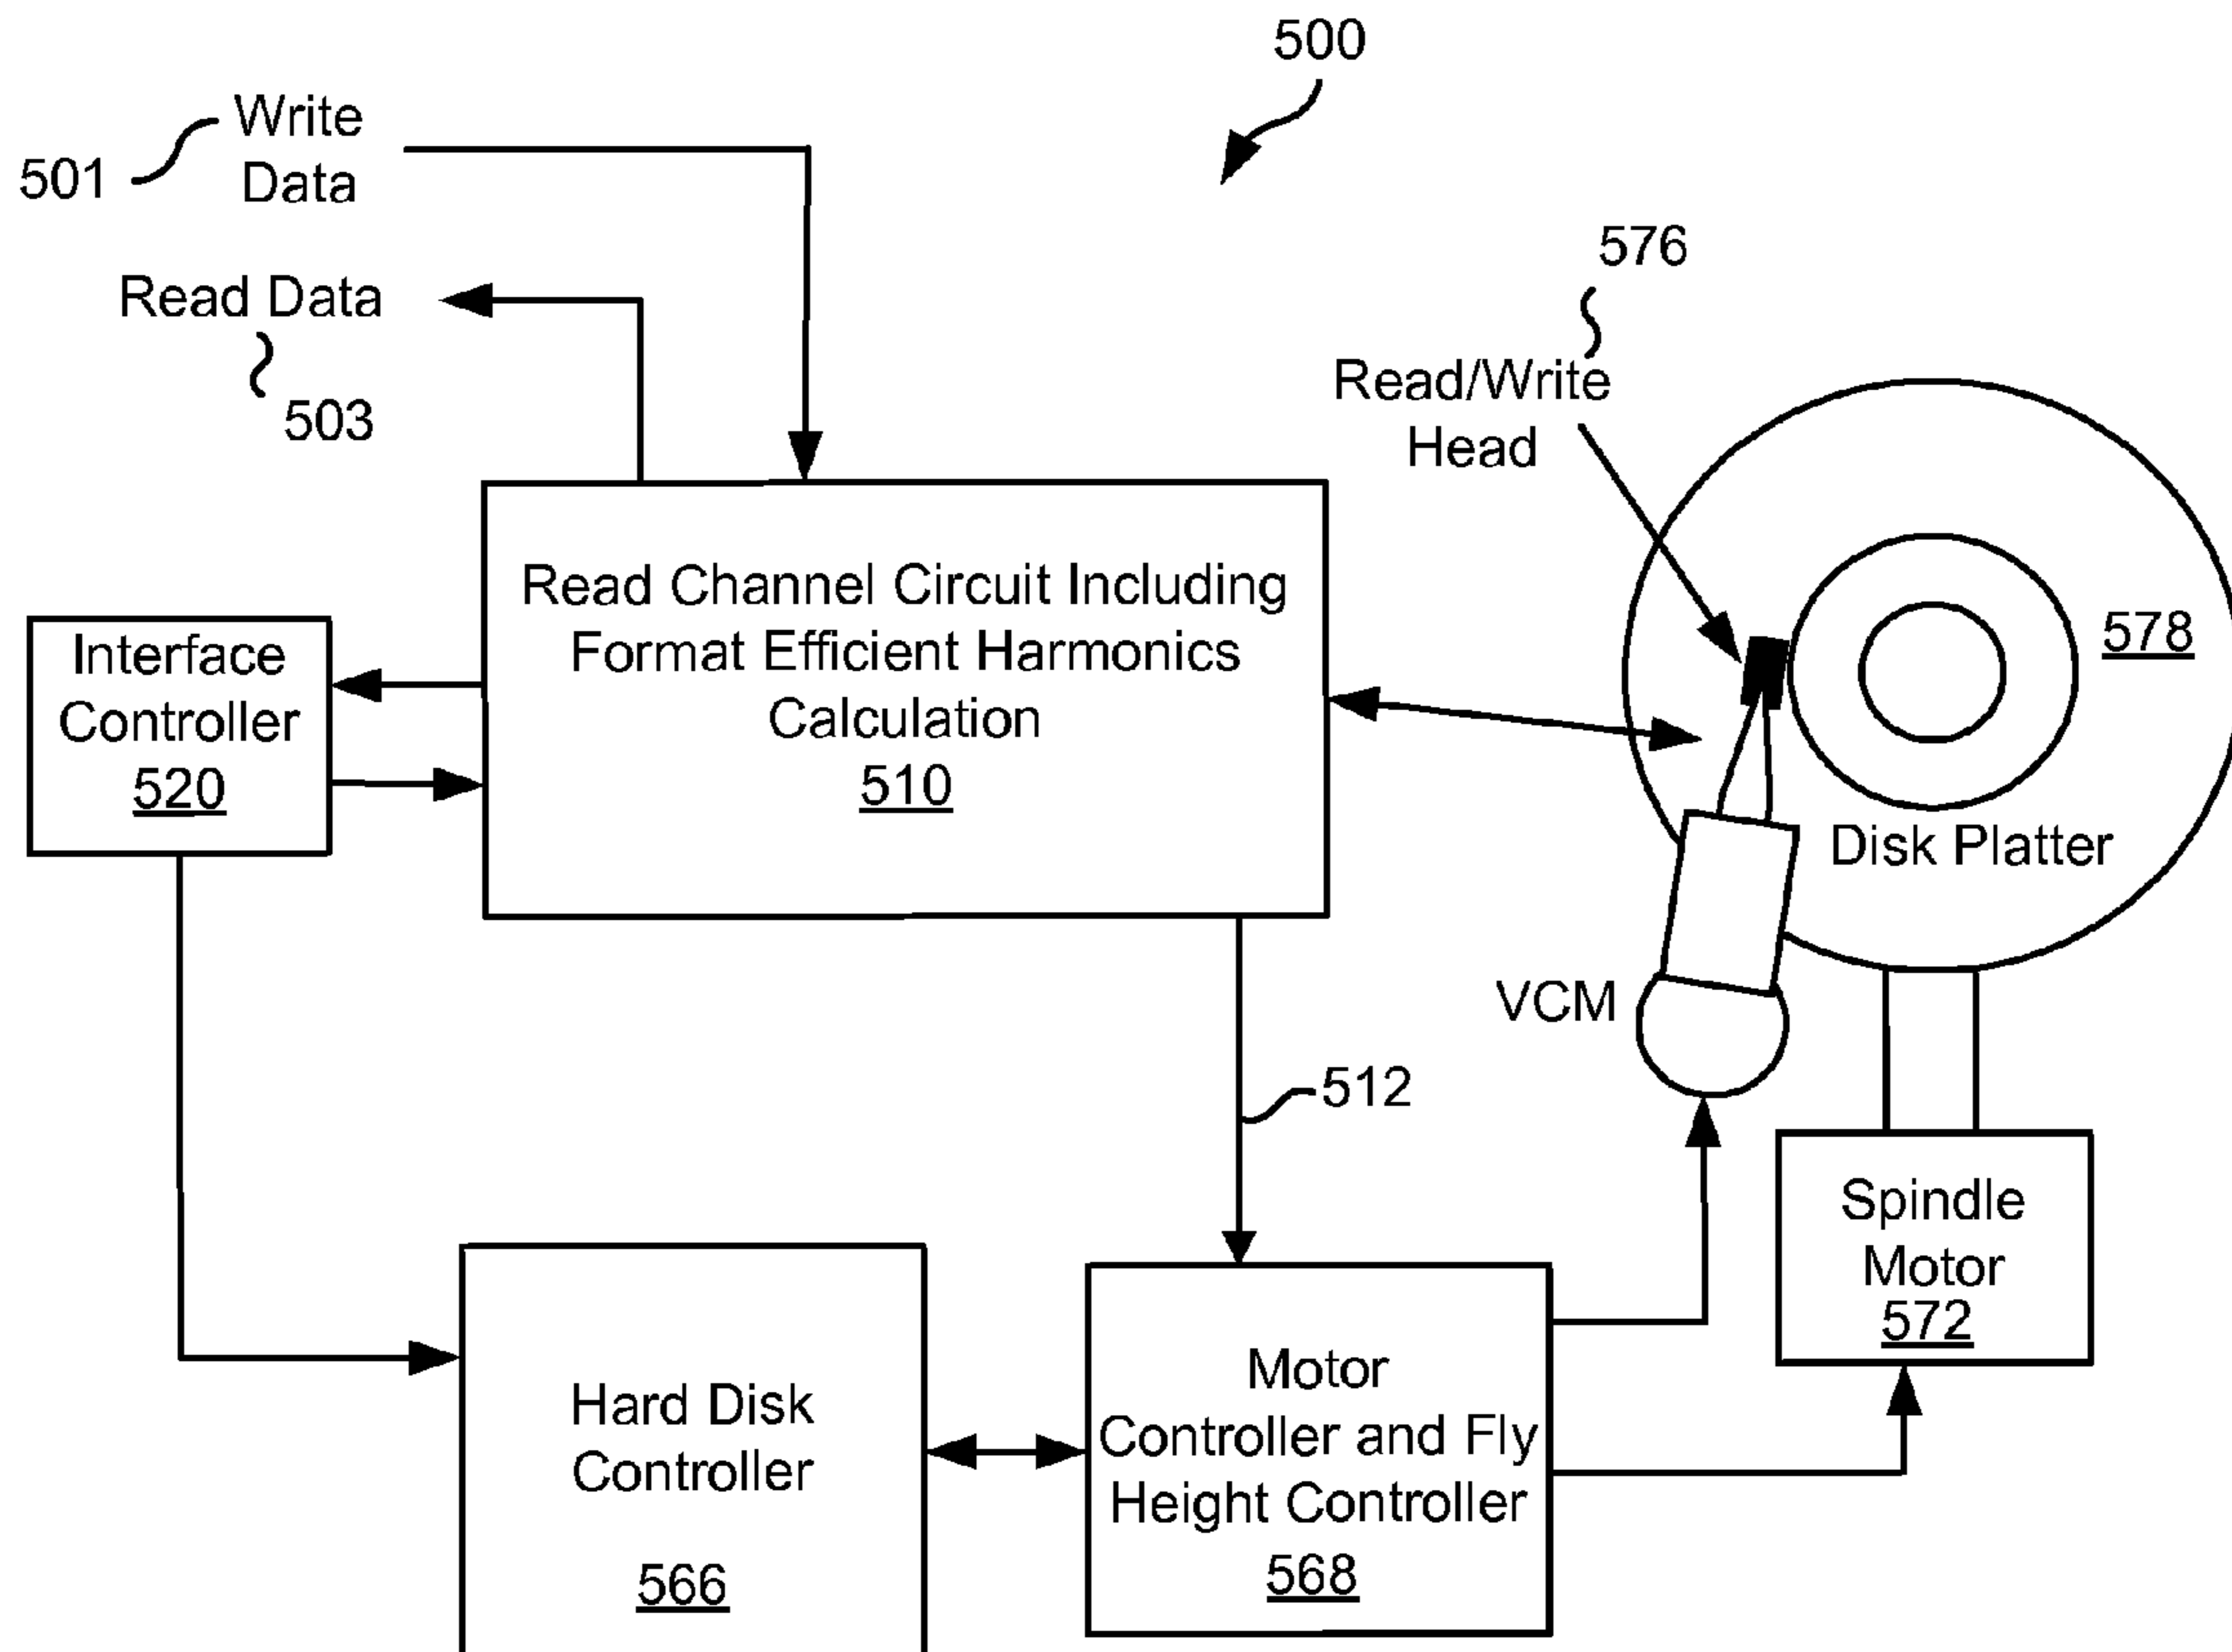 500
Write
Data
501
Read Data
503
576
Read/Write
Head
Read Channel Circuit Including
Format Efficient Harmonics
Calculation
510
Interface
Controller
520
578
Disk Platter
VCM
512
Spindle
Motor
572
Hard Disk
Controller
566
Motor
Controller and Fly
Height Controller
568